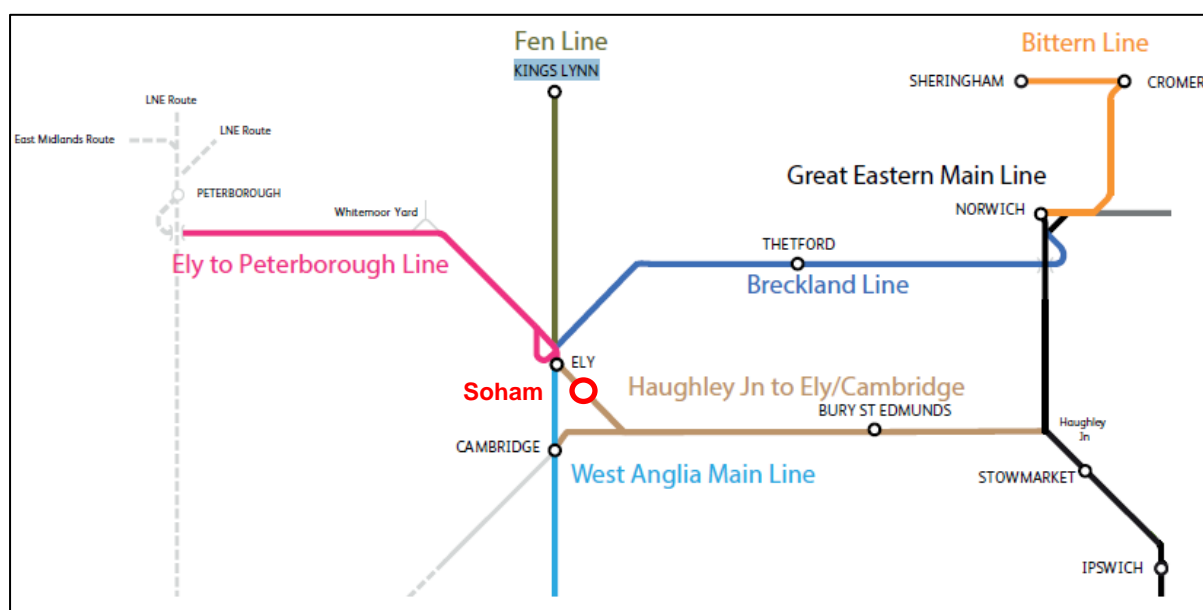 Fen Line
KINGS LYNN
Bittern Line
SHERINGHAM
CROMER
LNE Route
LNE Route
East Midlands Route
PETERBOROUGH
Whitemoor Yard
Great Eastern Main Line
NORWICH
THETFORD
Ely to Peterborough Line
Breckland Line
ELY
Soham
Haughley Jn to Ely/Cambridge
BURY ST EDMUNDS
Haughley
Jn
CAMBRIDGE
West Anglia Main Line
STOWMARKET
IPSWICH